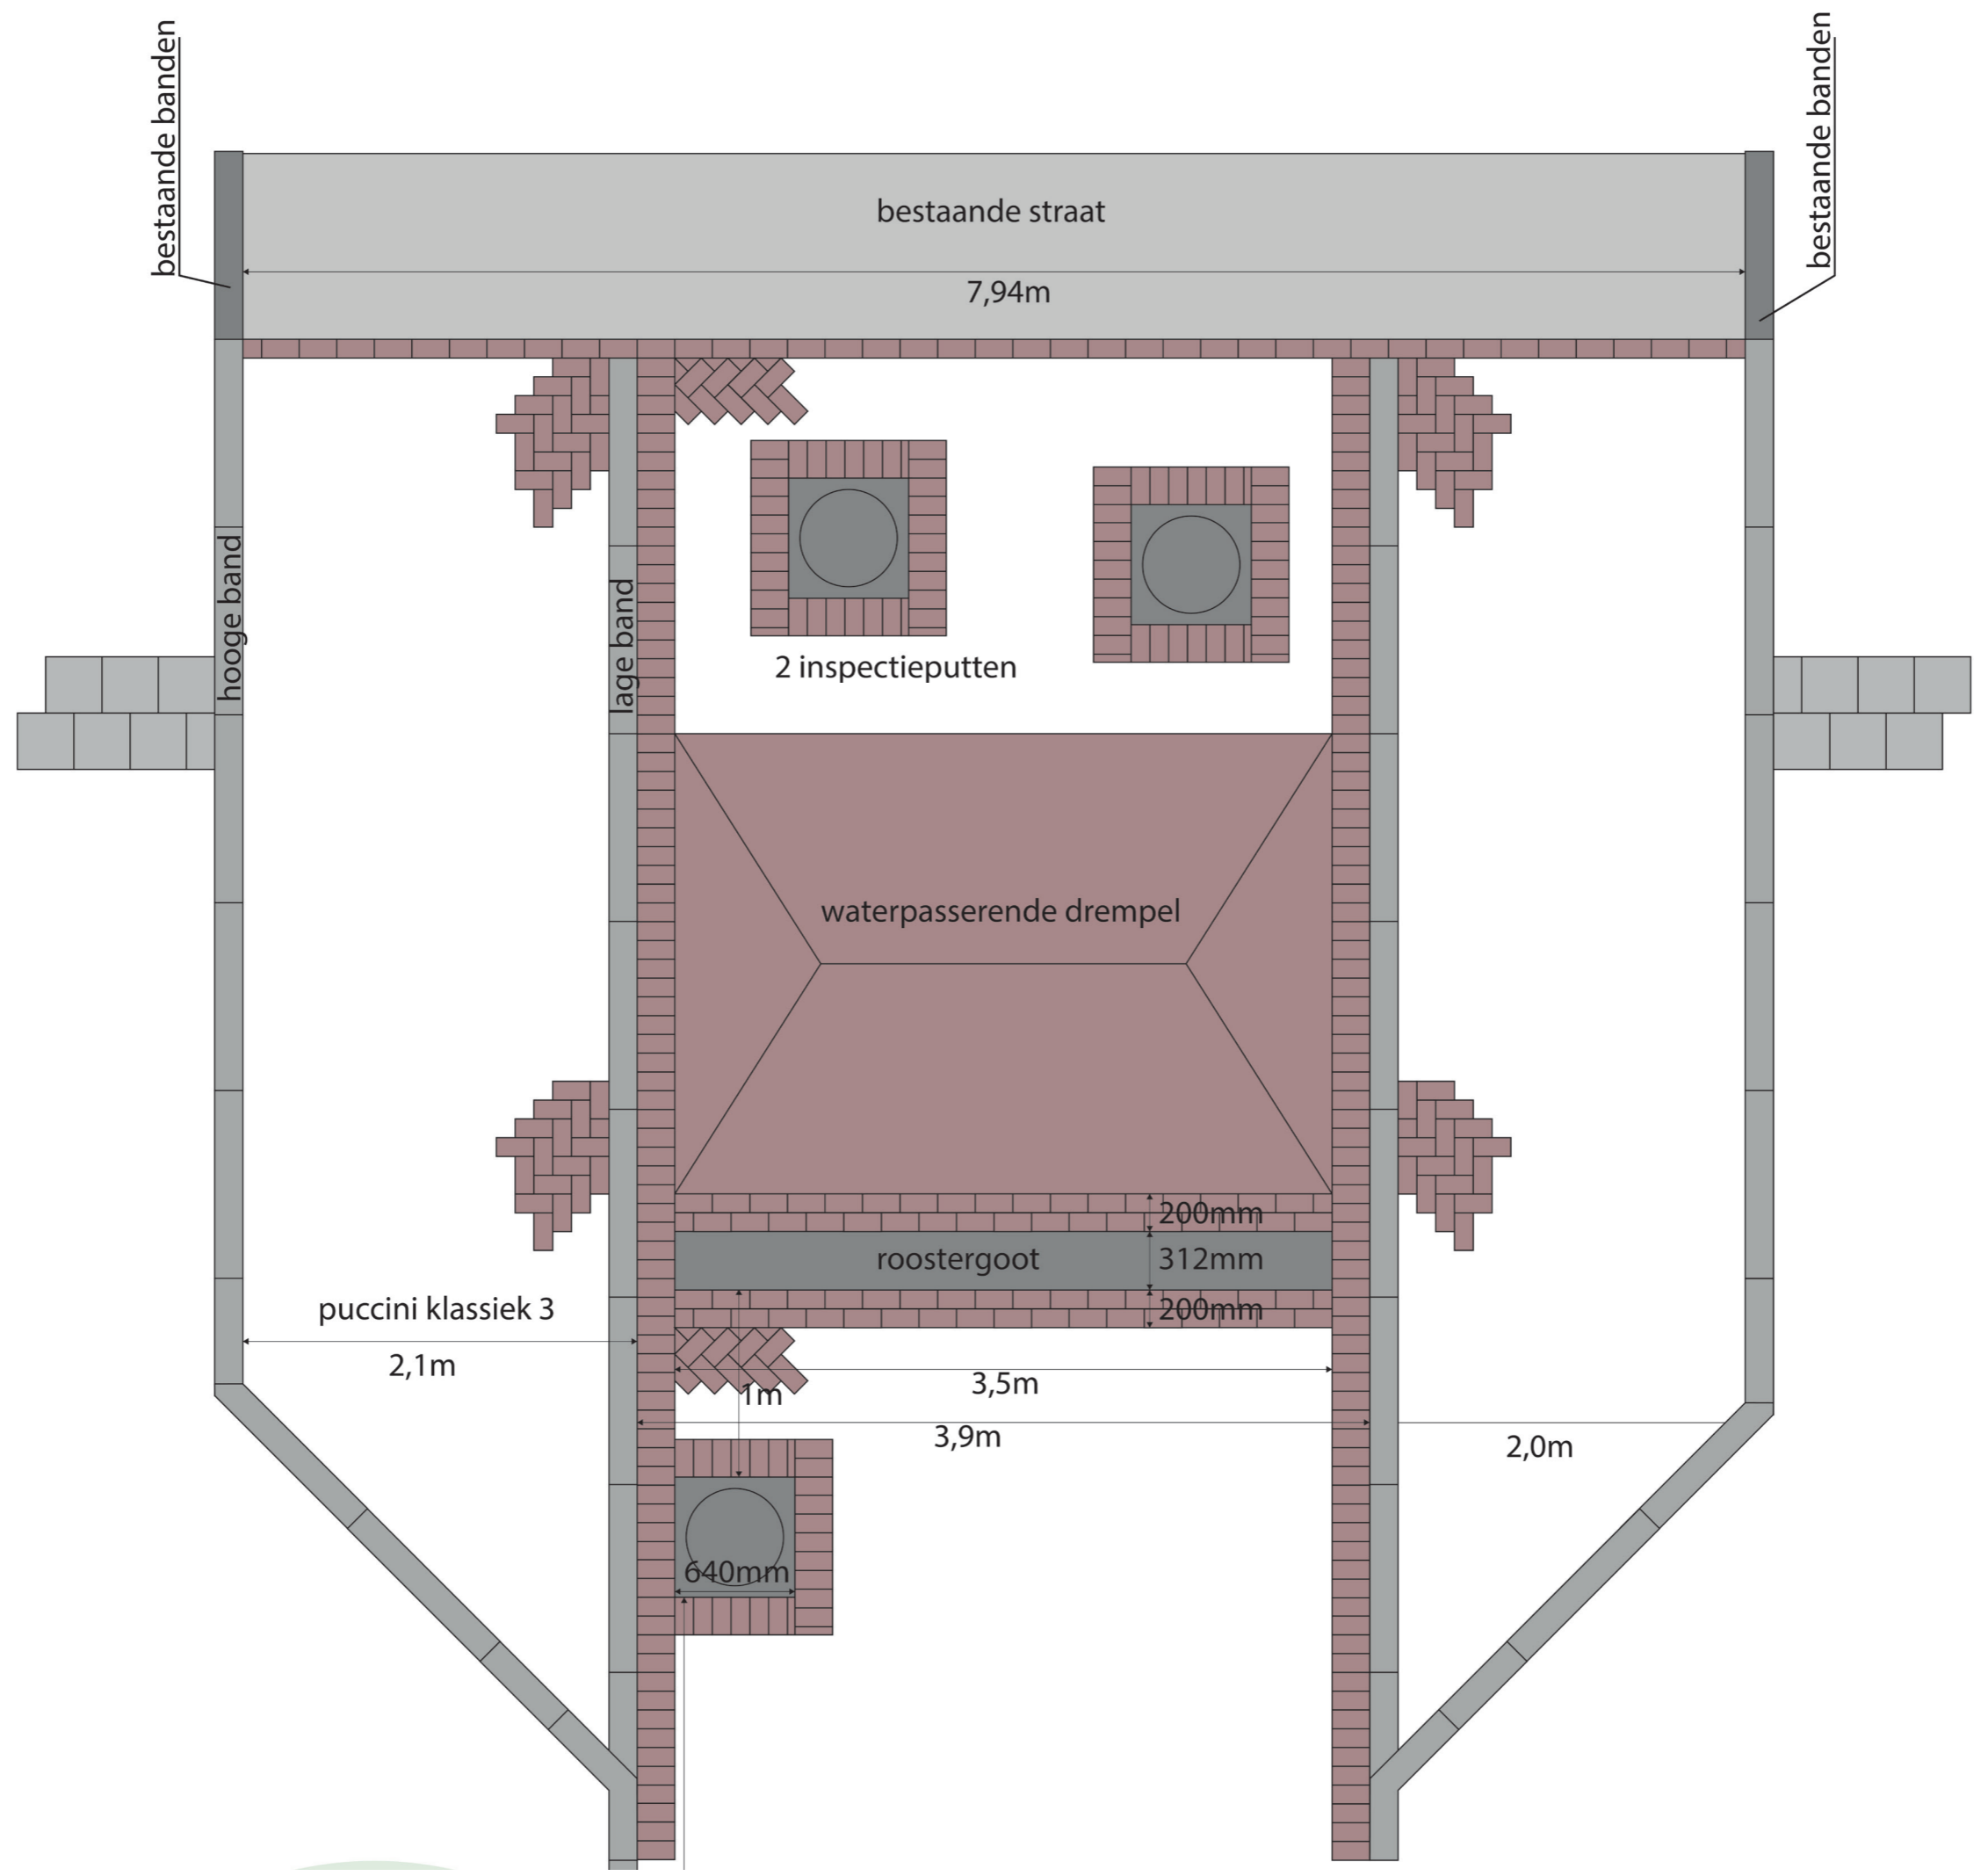 bestaande banden
bestaande banden
bestaande straat
7,94m
hooge band
lage band
2 inspectieputten
waterpasserende drempel
200mm
roostergoot
312mm
puccini klassiek 3
200mm
2,1m
3,5m
1m
3,9m
2,0m
640mm